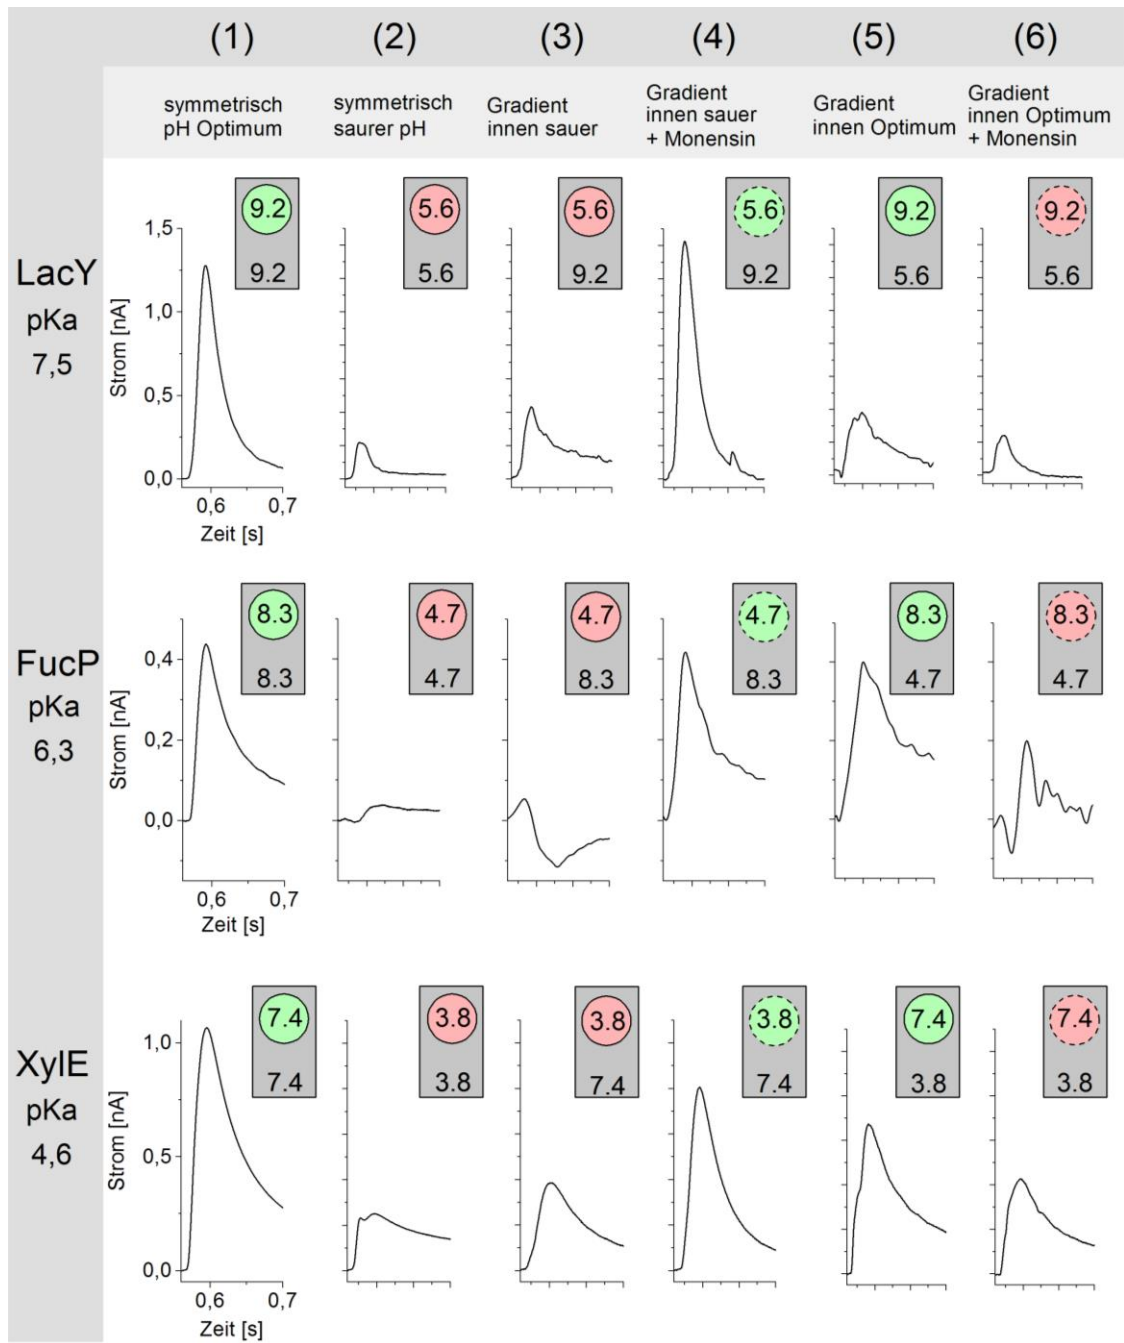 (1)
(2)
(3)
(4)
(5)
(6)
symmetrisch
pH Optimum
symmetrisch
saurer pH
Gradient
innen sauer
Gradient
innen sauer
+ Monensin
Gradient
innen Optimum
Gradient
innen Optimum
+ Monensin
LacY
pKa
7,5
Strom [nA]
1,5
1,0
0,5
0,0
0,6
0,7
Zeit [s]
9.2
9.2
5.6
5.6
5.6
9.2
5.6
9.2
9.2
5.6
9.2
5.6
FucP
pKa
6,3
Strom [nA]
0,4
0,2
0,0
0,6
0,7
Zeit [s]
8.3
8.3
4.7
4.7
4.7
8.3
4.7
8.3
8.3
4.7
8.3
4.7
XylE
pKa
4,6
Strom [nA]
1,0
0,5
0,0
0,6
0,7
Zeit [s]
7.4
7.4
3.8
3.8
3.8
7.4
3.8
7.4
7.4
3.8
7.4
3.8